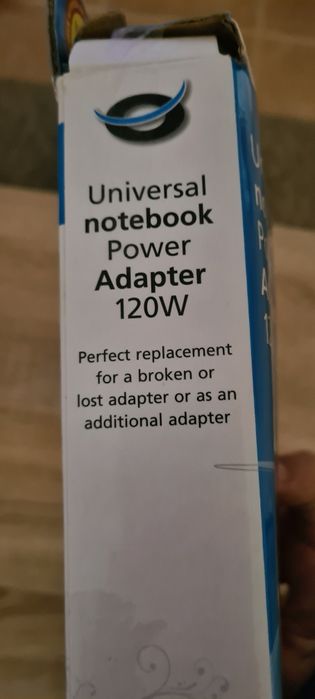 Universal
notebook
Power
Adapter
120W
Perfect replacement
for a broken or
lost adapter or as an
additional adapter